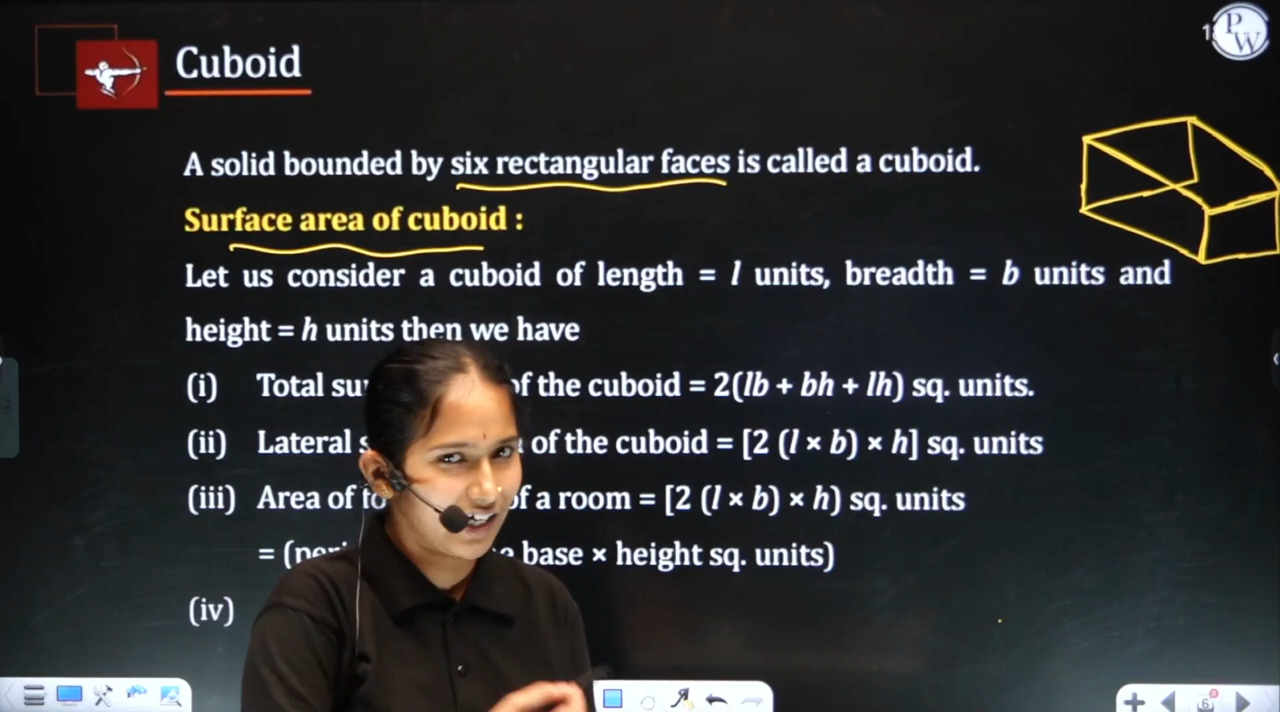 Cuboid
PW
A solid bounded by six rectangular faces is called a cuboid.
Surface area of cuboid :
Let us consider a cuboid of length = l units, breadth = b units and
height = h units then we have
(i) Total of the cuboid = 2(lb + bh + lh) sq. units.
(ii) Lateral of the cuboid = [2 (l × b) × h] sq. units
(iii) Area of of a room = [2 (l × b) × h) sq. units
= ( base × height sq. units)
(iv)